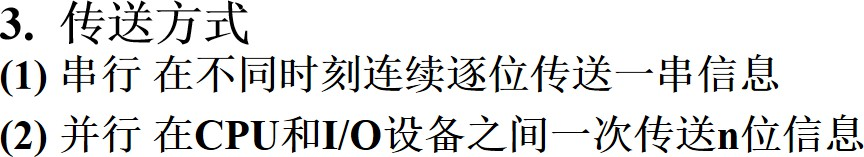 3. 传送方式
(1) 串行 在不同时刻连续逐位传送一串信息
(2) 并行 在CPU和I/O设备之间一次传送n位信息